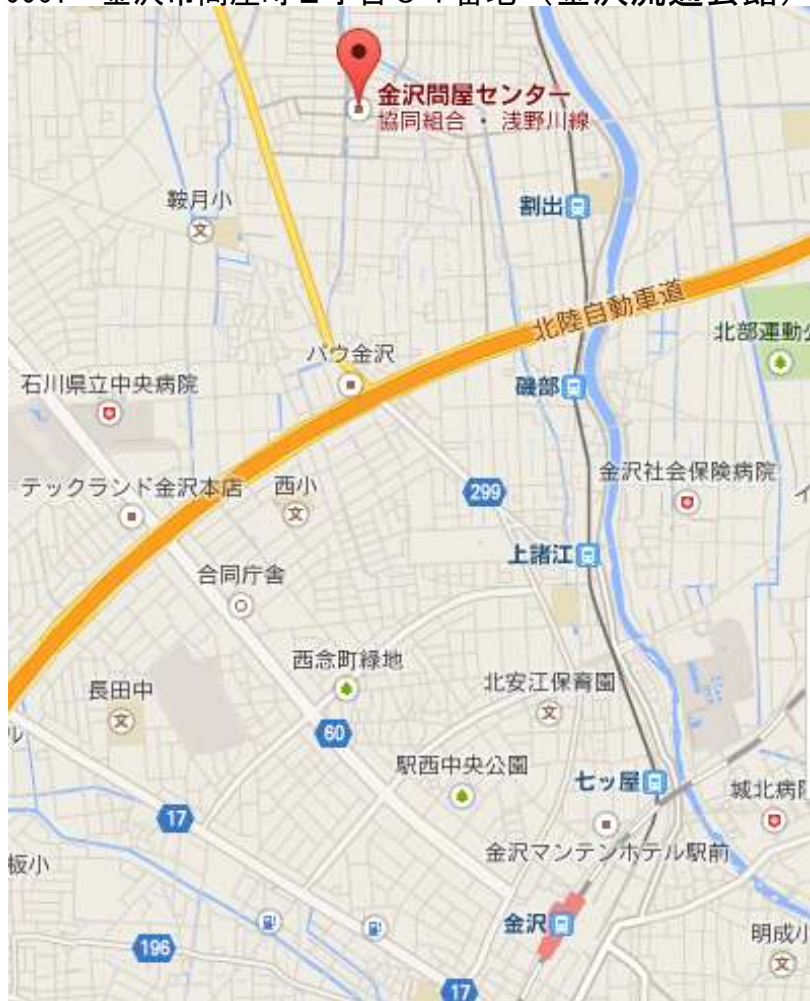 金沢問屋センター
協同組合・浅野川線
鞍月小
割出
北陸自動車道
パウ金沢
石川県立中央病院
磯部
テックランド金沢本店
西小
299
金沢社会保険病院
上諸江
合同庁舎
西念町緑地
長田中
北安江保育園
60
駅西中央公園
七ッ屋
17
城北病
金沢マンテンホテル駅前
板小
金沢
196
明成小
17